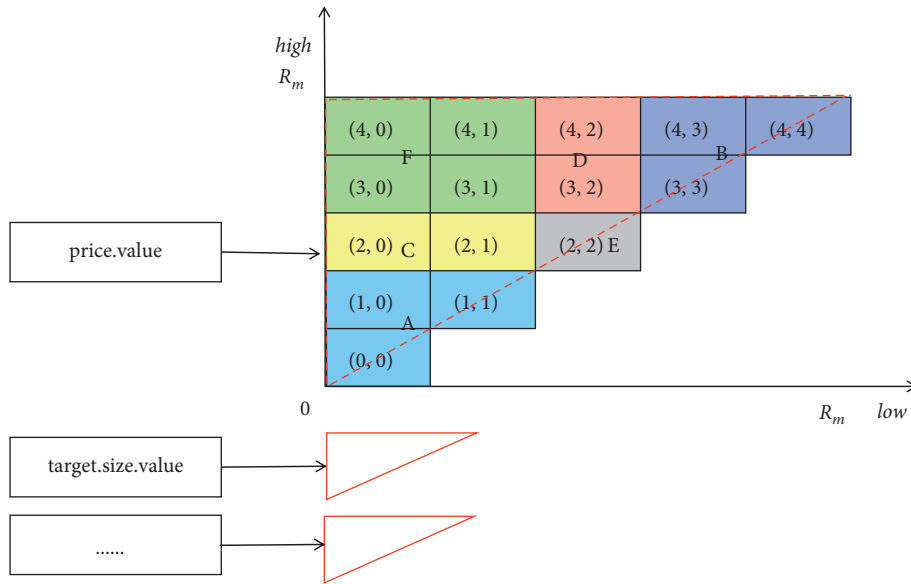 high
R_m
(4, 0) (4, 1) (4, 2) (4, 3) (4, 4)
F D B
(3, 0) (3, 1) (3, 2) (3, 3)
price.value (2, 0) C (2, 1) (2, 2) E
(1, 0) (1, 1)
A
(0, 0)
0 R_m low
target.size.value
......